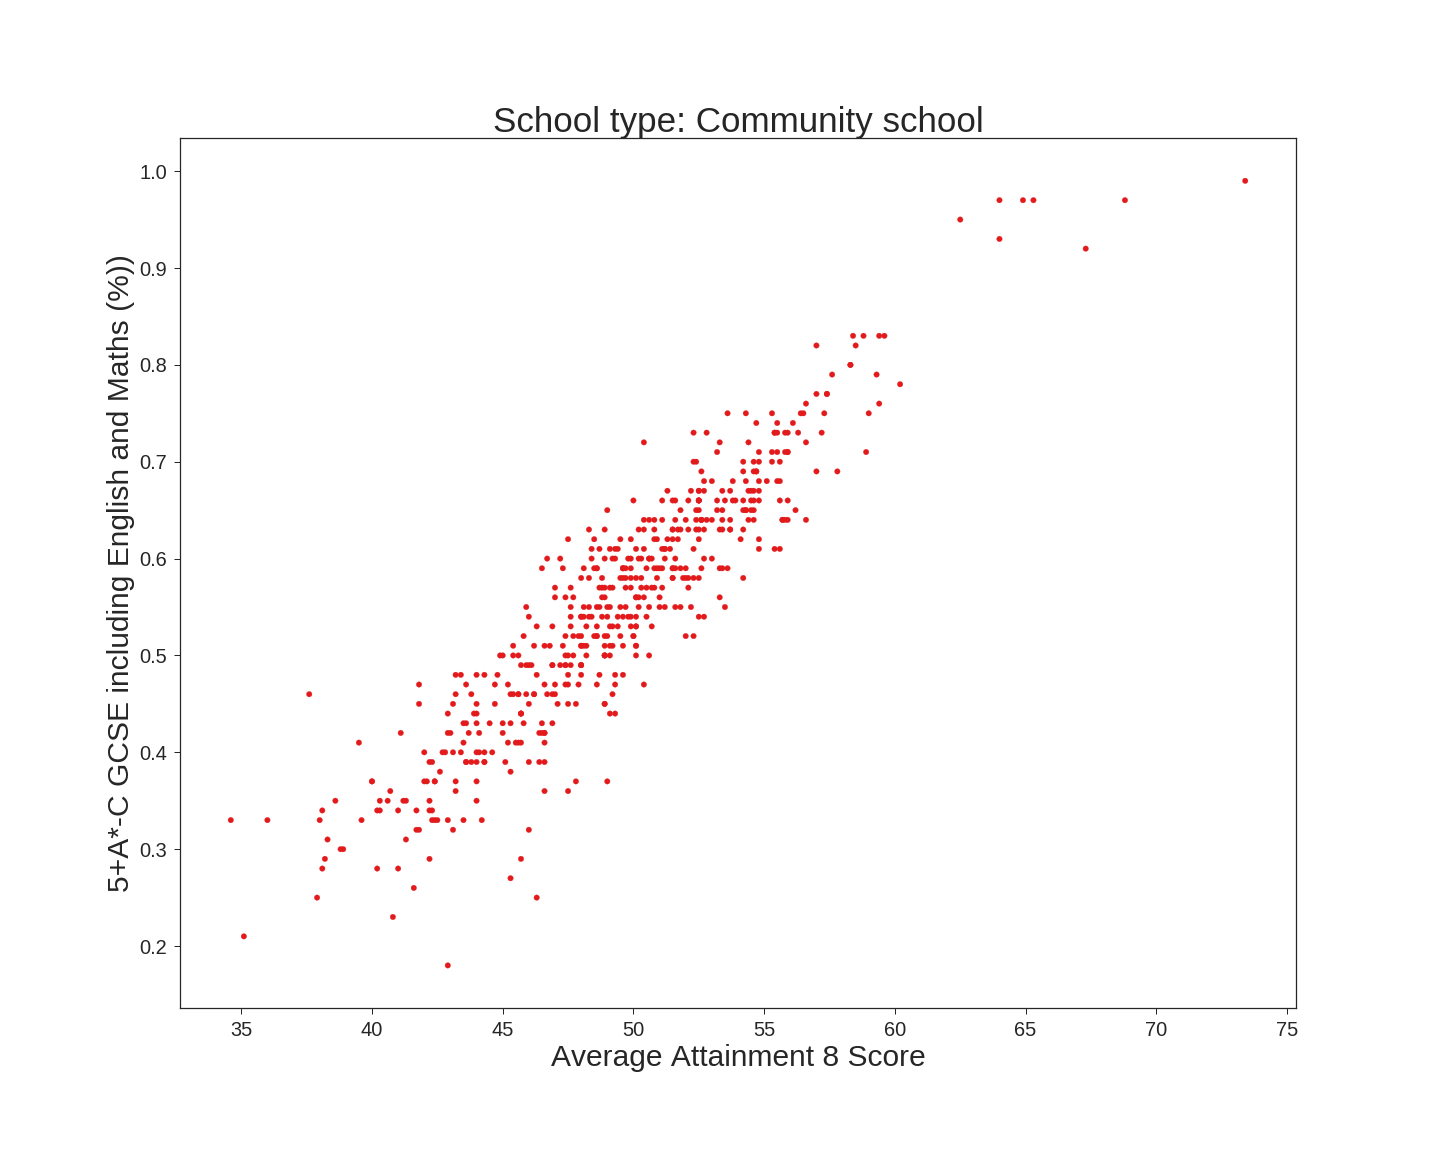 School type: Community school
5+A*-C GCSE including English and Maths (%))
1.0
0.9
0.8
0.7
0.6
0.5
0.4
0.3
0.2
35 40 45 50 55 60 65 70 75
Average Attainment 8 Score